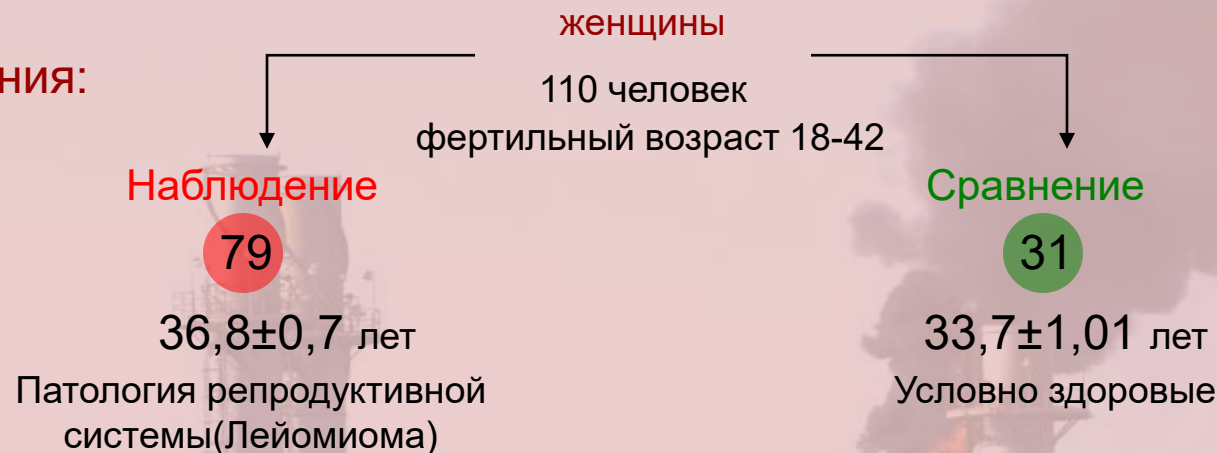 женщины
ния:
110 человек
фертильный возраст 18-42
Наблюдение
Сравнение
79
31
36,8±0,7 лет
33,7±1,01 лет
Патология репродуктивной
системы(Лейомиома)
Условно здоровые